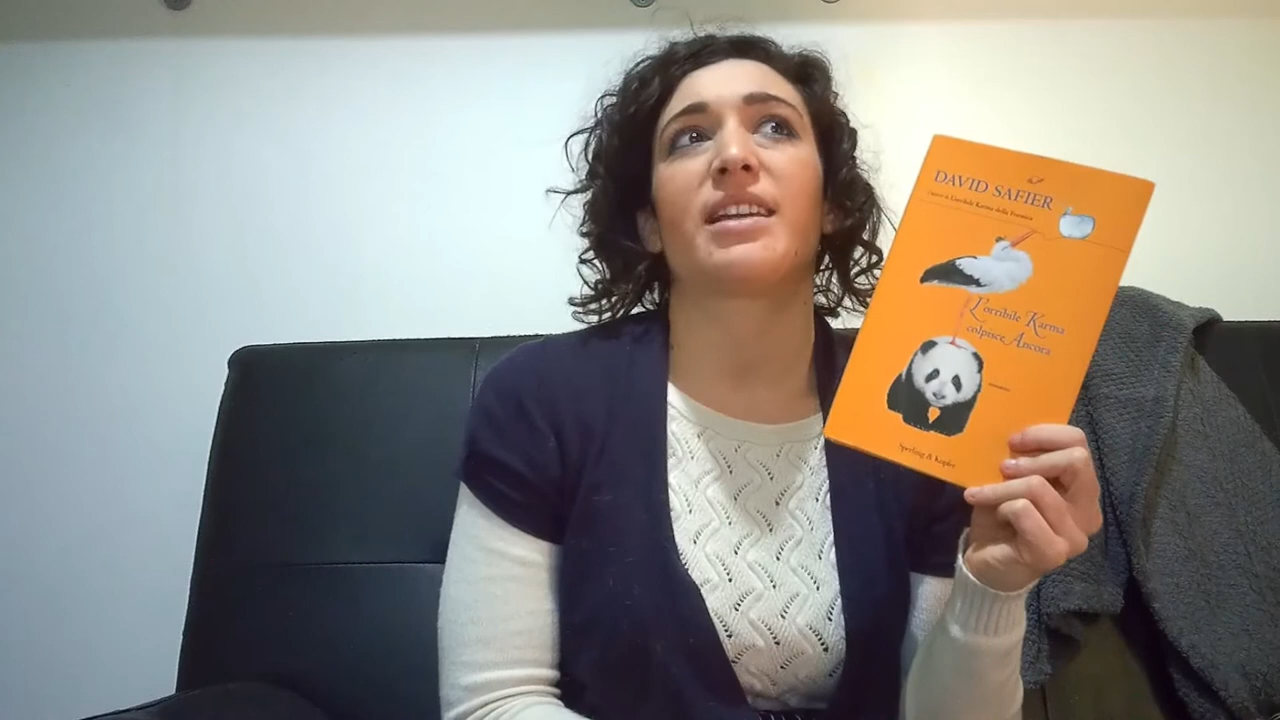 DAVID SAFIER
l'autore di L'orribile Karma della Formica
L'orribile Karma
colpisce Ancora
romanzo
Sperling & Kupfer